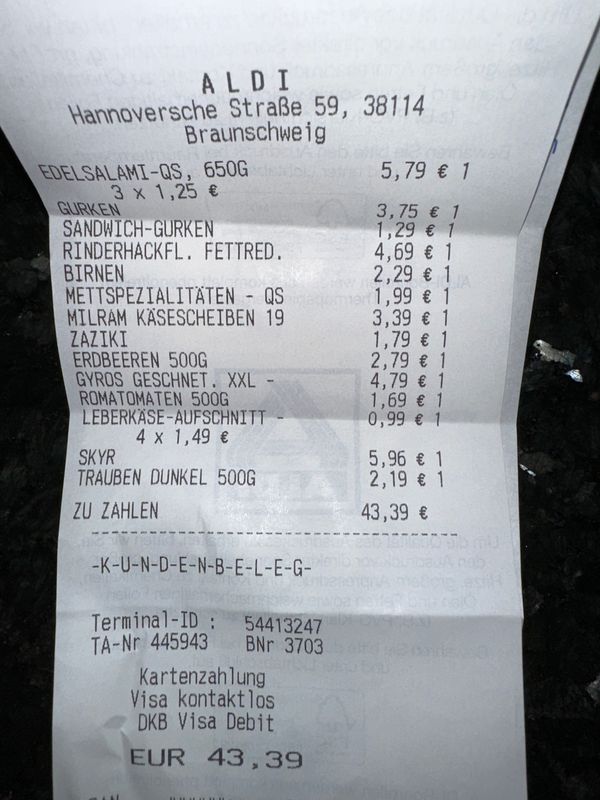 ALDI
Hannoversche Straße 59, 38114
Braunschweig
EDELSALAMI-QS, 650G 5,79 € 1
3 x 1,25 €
GURKEN 3,75 € 1
SANDWICH-GURKEN 1,29 € 1
RINDERHACKFL. FETTRED. 4,69 € 1
BIRNEN 2,29 € 1
METTSPEZIALITÄTEN - QS 1,99 € 1
MILRAM KÄSESCHEIBEN 19 3,39 € 1
ZAZIKI 1,79 € 1
ERDBEEREN 500G 2,79 € 1
GYROS GESCHNET. XXL - 4,79 € 1
ROMATOMATEN 500G 1,69 € 1
LEBERKÄSE-AUFSCHNITT - 0,99 € 1
4 x 1,49 €
SKYR 5,96 € 1
TRAUBEN DUNKEL 500G 2,19 € 1
ZU ZAHLEN 43,39 €
-K-U-N-D-E-N-B-E-L-E-G-
Terminal-ID : 54413247
TA-Nr 445943 BNr 3703
Kartenzahlung
Visa kontaktlos
DKB Visa Debit
EUR 43,39